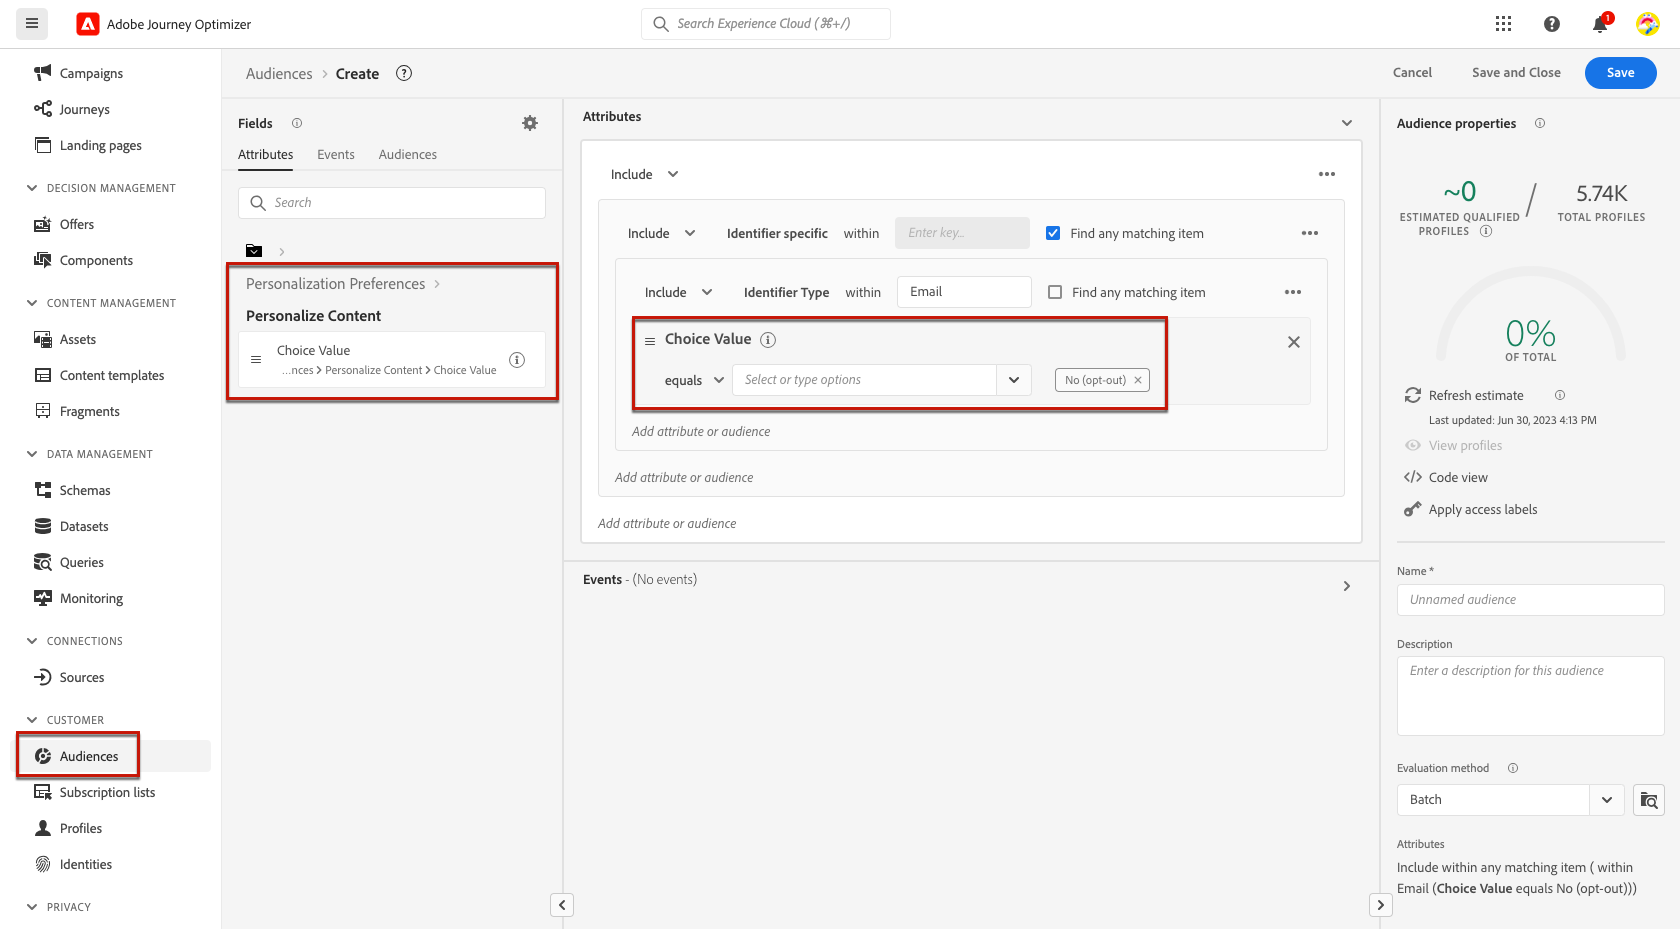 Adobe Journey Optimizer
Search Experience Cloud (⌘+/)
1
Campaigns
Journeys
Landing pages
DECISION MANAGEMENT
Offers
Components
CONTENT MANAGEMENT
Assets
Content templates
Fragments
DATA MANAGEMENT
Schemas
Datasets
Queries
Monitoring
CONNECTIONS
Sources
CUSTOMER
Audiences
Subscription lists
Profiles
Identities
PRIVACY
Audiences > Create
Cancel
Save and Close
Save
Fields
Attributes Events Audiences
Search
Personalization Preferences >
Personalize Content
Choice Value
...nces > Personalize Content > Choice Value
Attributes
Include
Include Identifier specific within Enter key... Find any matching item
Include Identifier Type within Email Find any matching item
Choice Value
equals Select or type options No (opt-out)
Add attribute or audience
Add attribute or audience
Add attribute or audience
Events - (No events)
Audience properties
~0 / 5.74K
ESTIMATED QUALIFIED PROFILES
TOTAL PROFILES
0%
OF TOTAL
Refresh estimate
Last updated: Jun 30, 2023 4:13 PM
View profiles
Code view
Apply access labels
Name *
Unnamed audience
Description
Enter a description for this audience
Evaluation method
Batch
Attributes
Include within any matching item ( within
Email (Choice Value equals No (opt-out)))